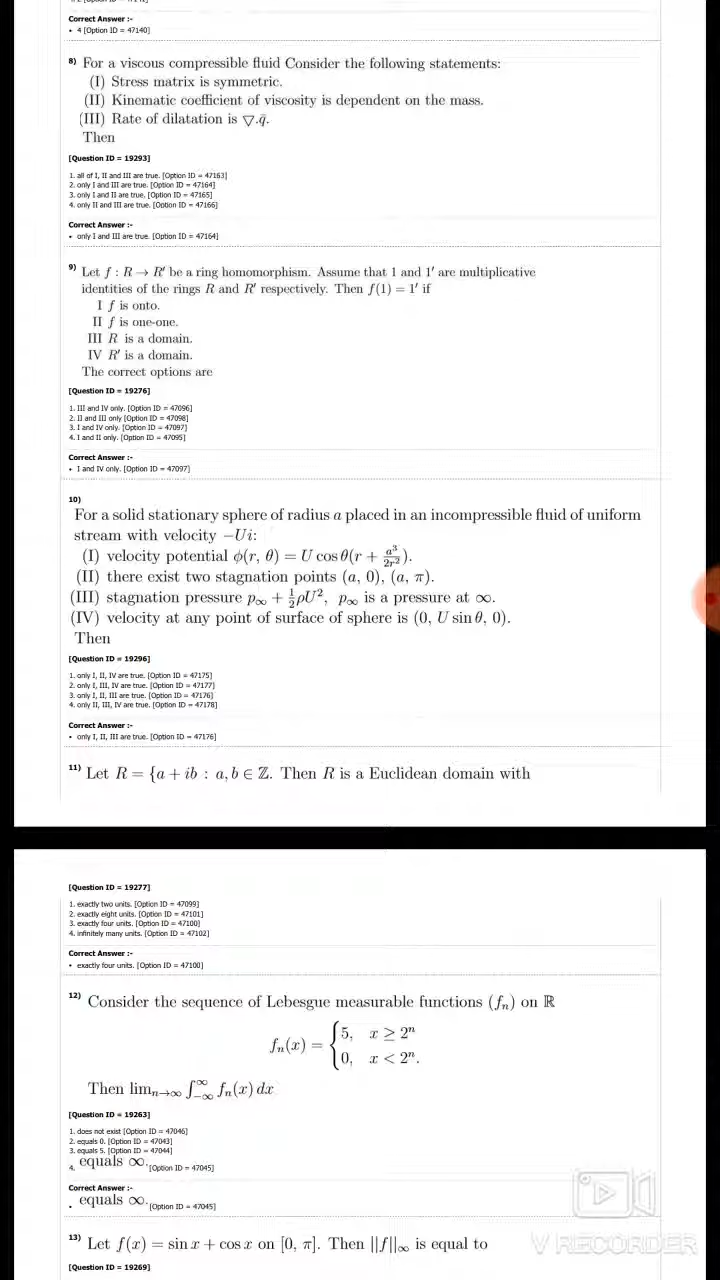 Correct Answer :-
• 4 [Option ID = 47140]
8) For a viscous compressible fluid Consider the following statements:
(I) Stress matrix is symmetric.
(II) Kinematic coefficient of viscosity is dependent on the mass.
(III) Rate of dilatation is ▽.q̄.
Then
[Question ID = 19293]
1. all of I, II and III are true. [Option ID = 47163]
2. only I and III are true. [Option ID = 47164]
3. only I and II are true. [Option ID = 47165]
4. only II and III are true. [Option ID = 47166]
Correct Answer :-
• only I and III are true. [Option ID = 47164]
9) Let f : R → R′ be a ring homomorphism. Assume that 1 and 1′ are multiplicative
identities of the rings R and R′ respectively. Then f(1) = 1′ if
I f is onto.
II f is one-one.
III R is a domain.
IV R′ is a domain.
The correct options are
[Question ID = 19276]
1. III and IV only. [Option ID = 47096]
2. II and III only [Option ID = 47098]
3. I and IV only. [Option ID = 47097]
4. I and II only. [Option ID = 47095]
Correct Answer :-
• I and IV only. [Option ID = 47097]
10)
For a solid stationary sphere of radius a placed in an incompressible fluid of uniform
stream with velocity −Ui:
(I) velocity potential ϕ(r, θ) = U cos θ(r + a³/2r²).
(II) there exist two stagnation points (a, 0), (a, π).
(III) stagnation pressure p∞ + ½ρU², p∞ is a pressure at ∞.
(IV) velocity at any point of surface of sphere is (0, U sin θ, 0).
Then
[Question ID = 19296]
1. only I, II, IV are true. [Option ID = 47175]
2. only I, III, IV are true. [Option ID = 47177]
3. only I, II, III are true. [Option ID = 47176]
4. only II, III, IV are true. [Option ID = 47178]
Correct Answer :-
• only I, II, III are true. [Option ID = 47176]
11) Let R = {a + ib : a, b ∈ ℤ. Then R is a Euclidean domain with
[Question ID = 19277]
1. exactly two units. [Option ID = 47099]
2. exactly eight units. [Option ID = 47101]
3. exactly four units. [Option ID = 47100]
4. infinitely many units. [Option ID = 47102]
Correct Answer :-
• exactly four units. [Option ID = 47100]
12) Consider the sequence of Lebesgue measurable functions (fₙ) on ℝ
fₙ(x) = { 5, x ≥ 2ⁿ
0, x < 2ⁿ.
Then limₙ→∞ ∫₋∞^∞ fₙ(x) dx
[Question ID = 19263]
1. does not exist [Option ID = 47046]
2. equals 0. [Option ID = 47043]
3. equals 5. [Option ID = 47044]
4. equals ∞. [Option ID = 47045]
Correct Answer :-
• equals ∞. [Option ID = 47045]
13) Let f(x) = sin x + cos x on [0, π]. Then ||f||∞ is equal to
V RECORDER
[Question ID = 19269]